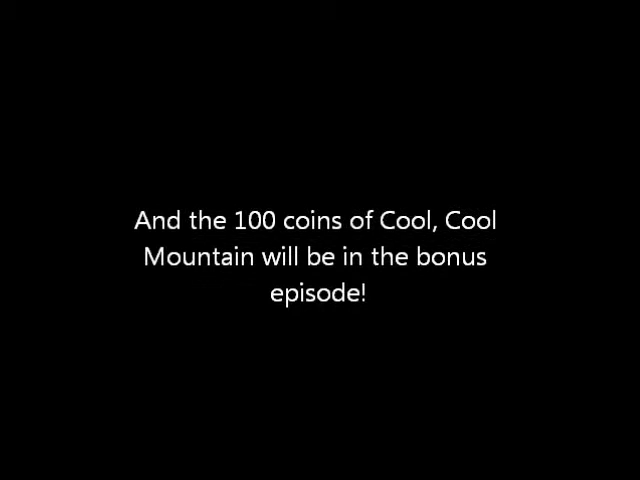 And the 100 coins of Cool, Cool
Mountain will be in the bonus
episode!